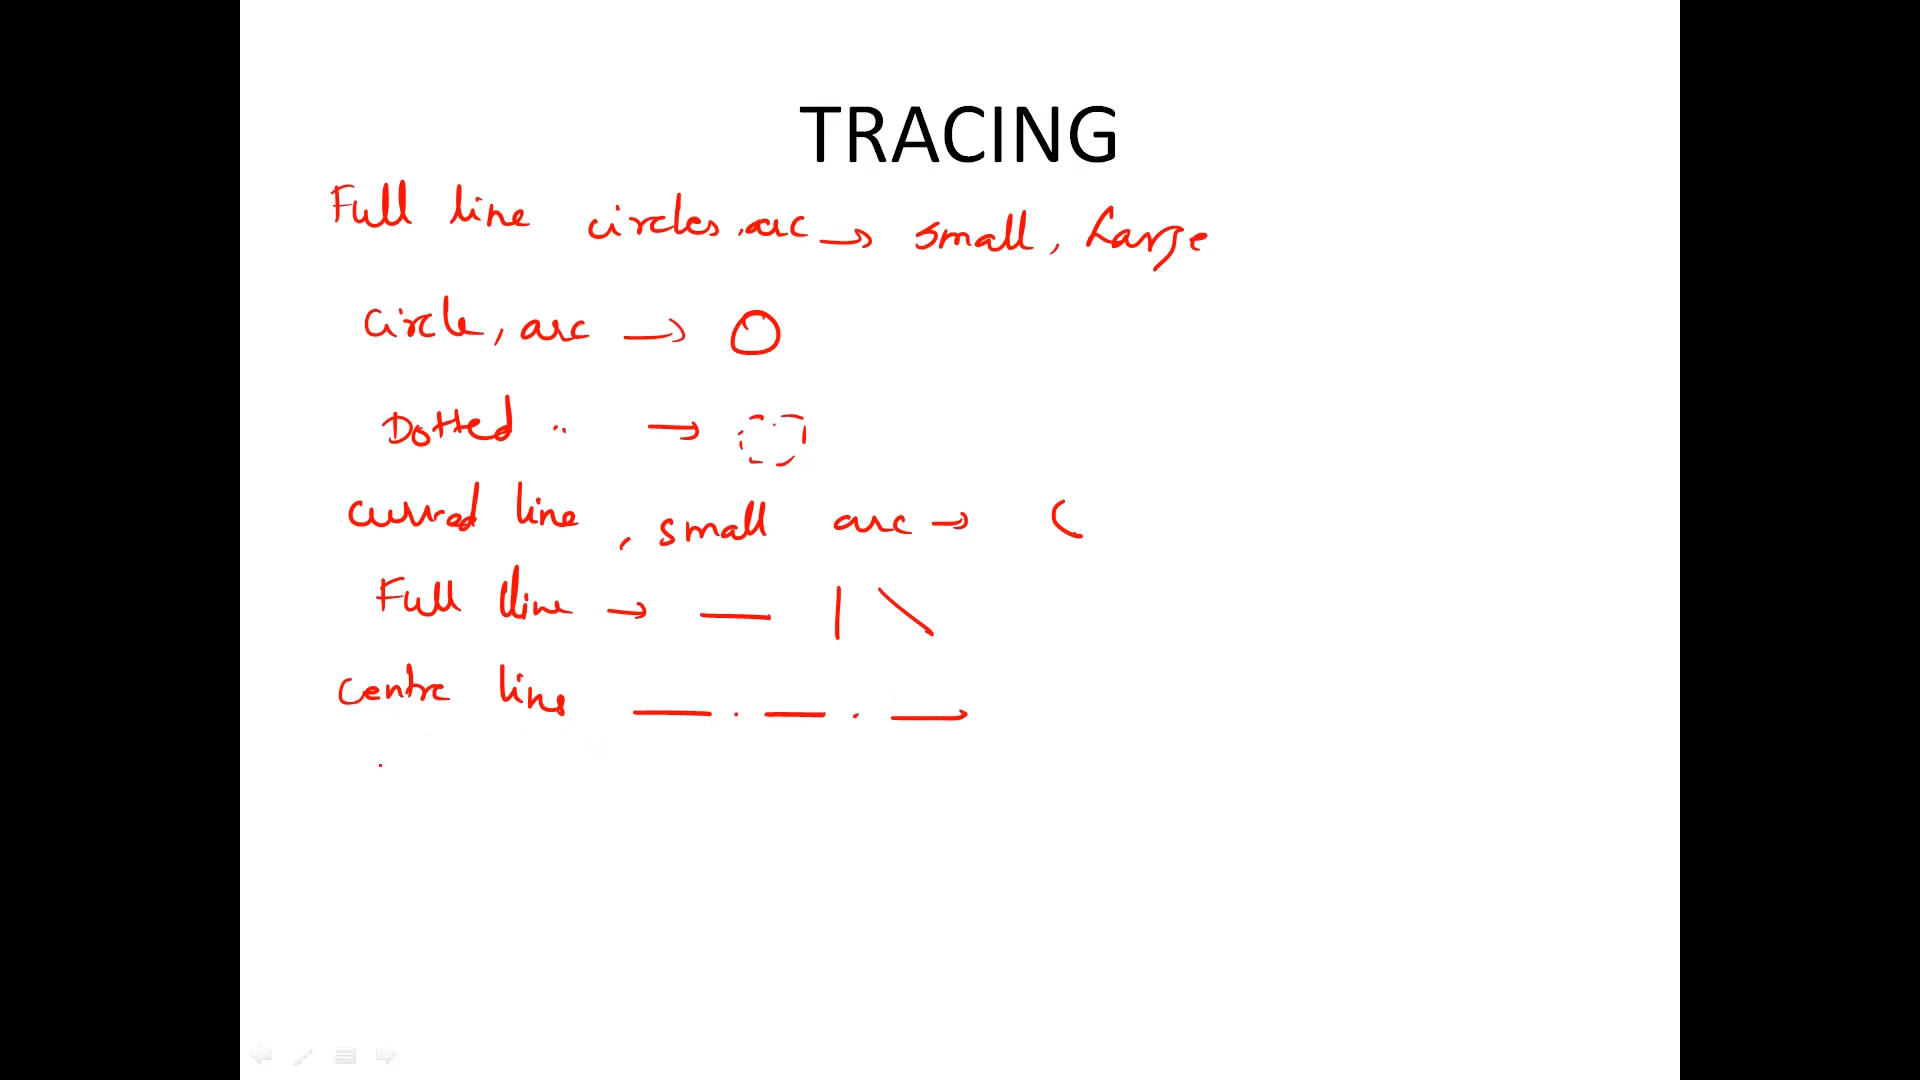 TRACING
Full line circles, arc → small, Large
circle, arc →
Dotted " →
curved line, small arc →
Full line →
centre line